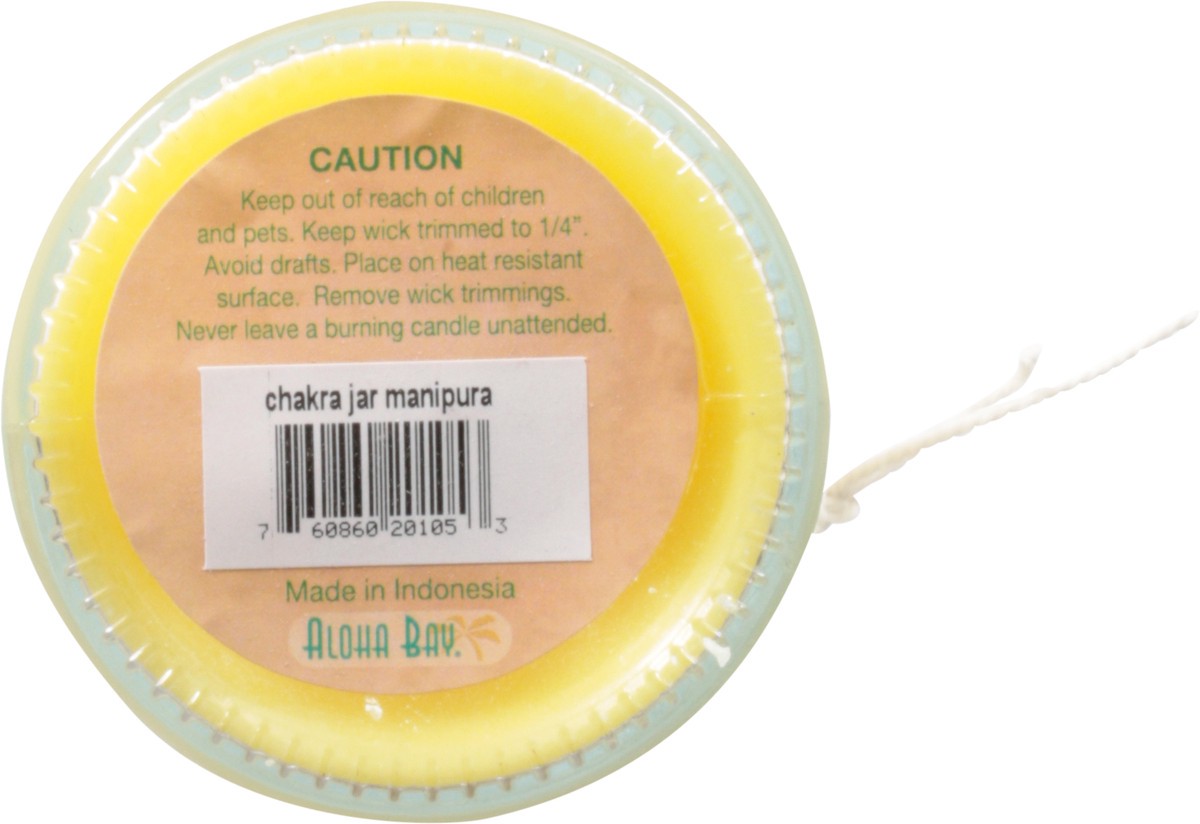 CAUTION
Keep out of reach of children
and pets. Keep wick trimmed to 1/4”.
Avoid drafts. Place on heat resistant
surface. Remove wick trimmings.
Never leave a burning candle unattended.
chakra jar manipura
7 60860 20105 3
Made in Indonesia
ALOHA BAY.